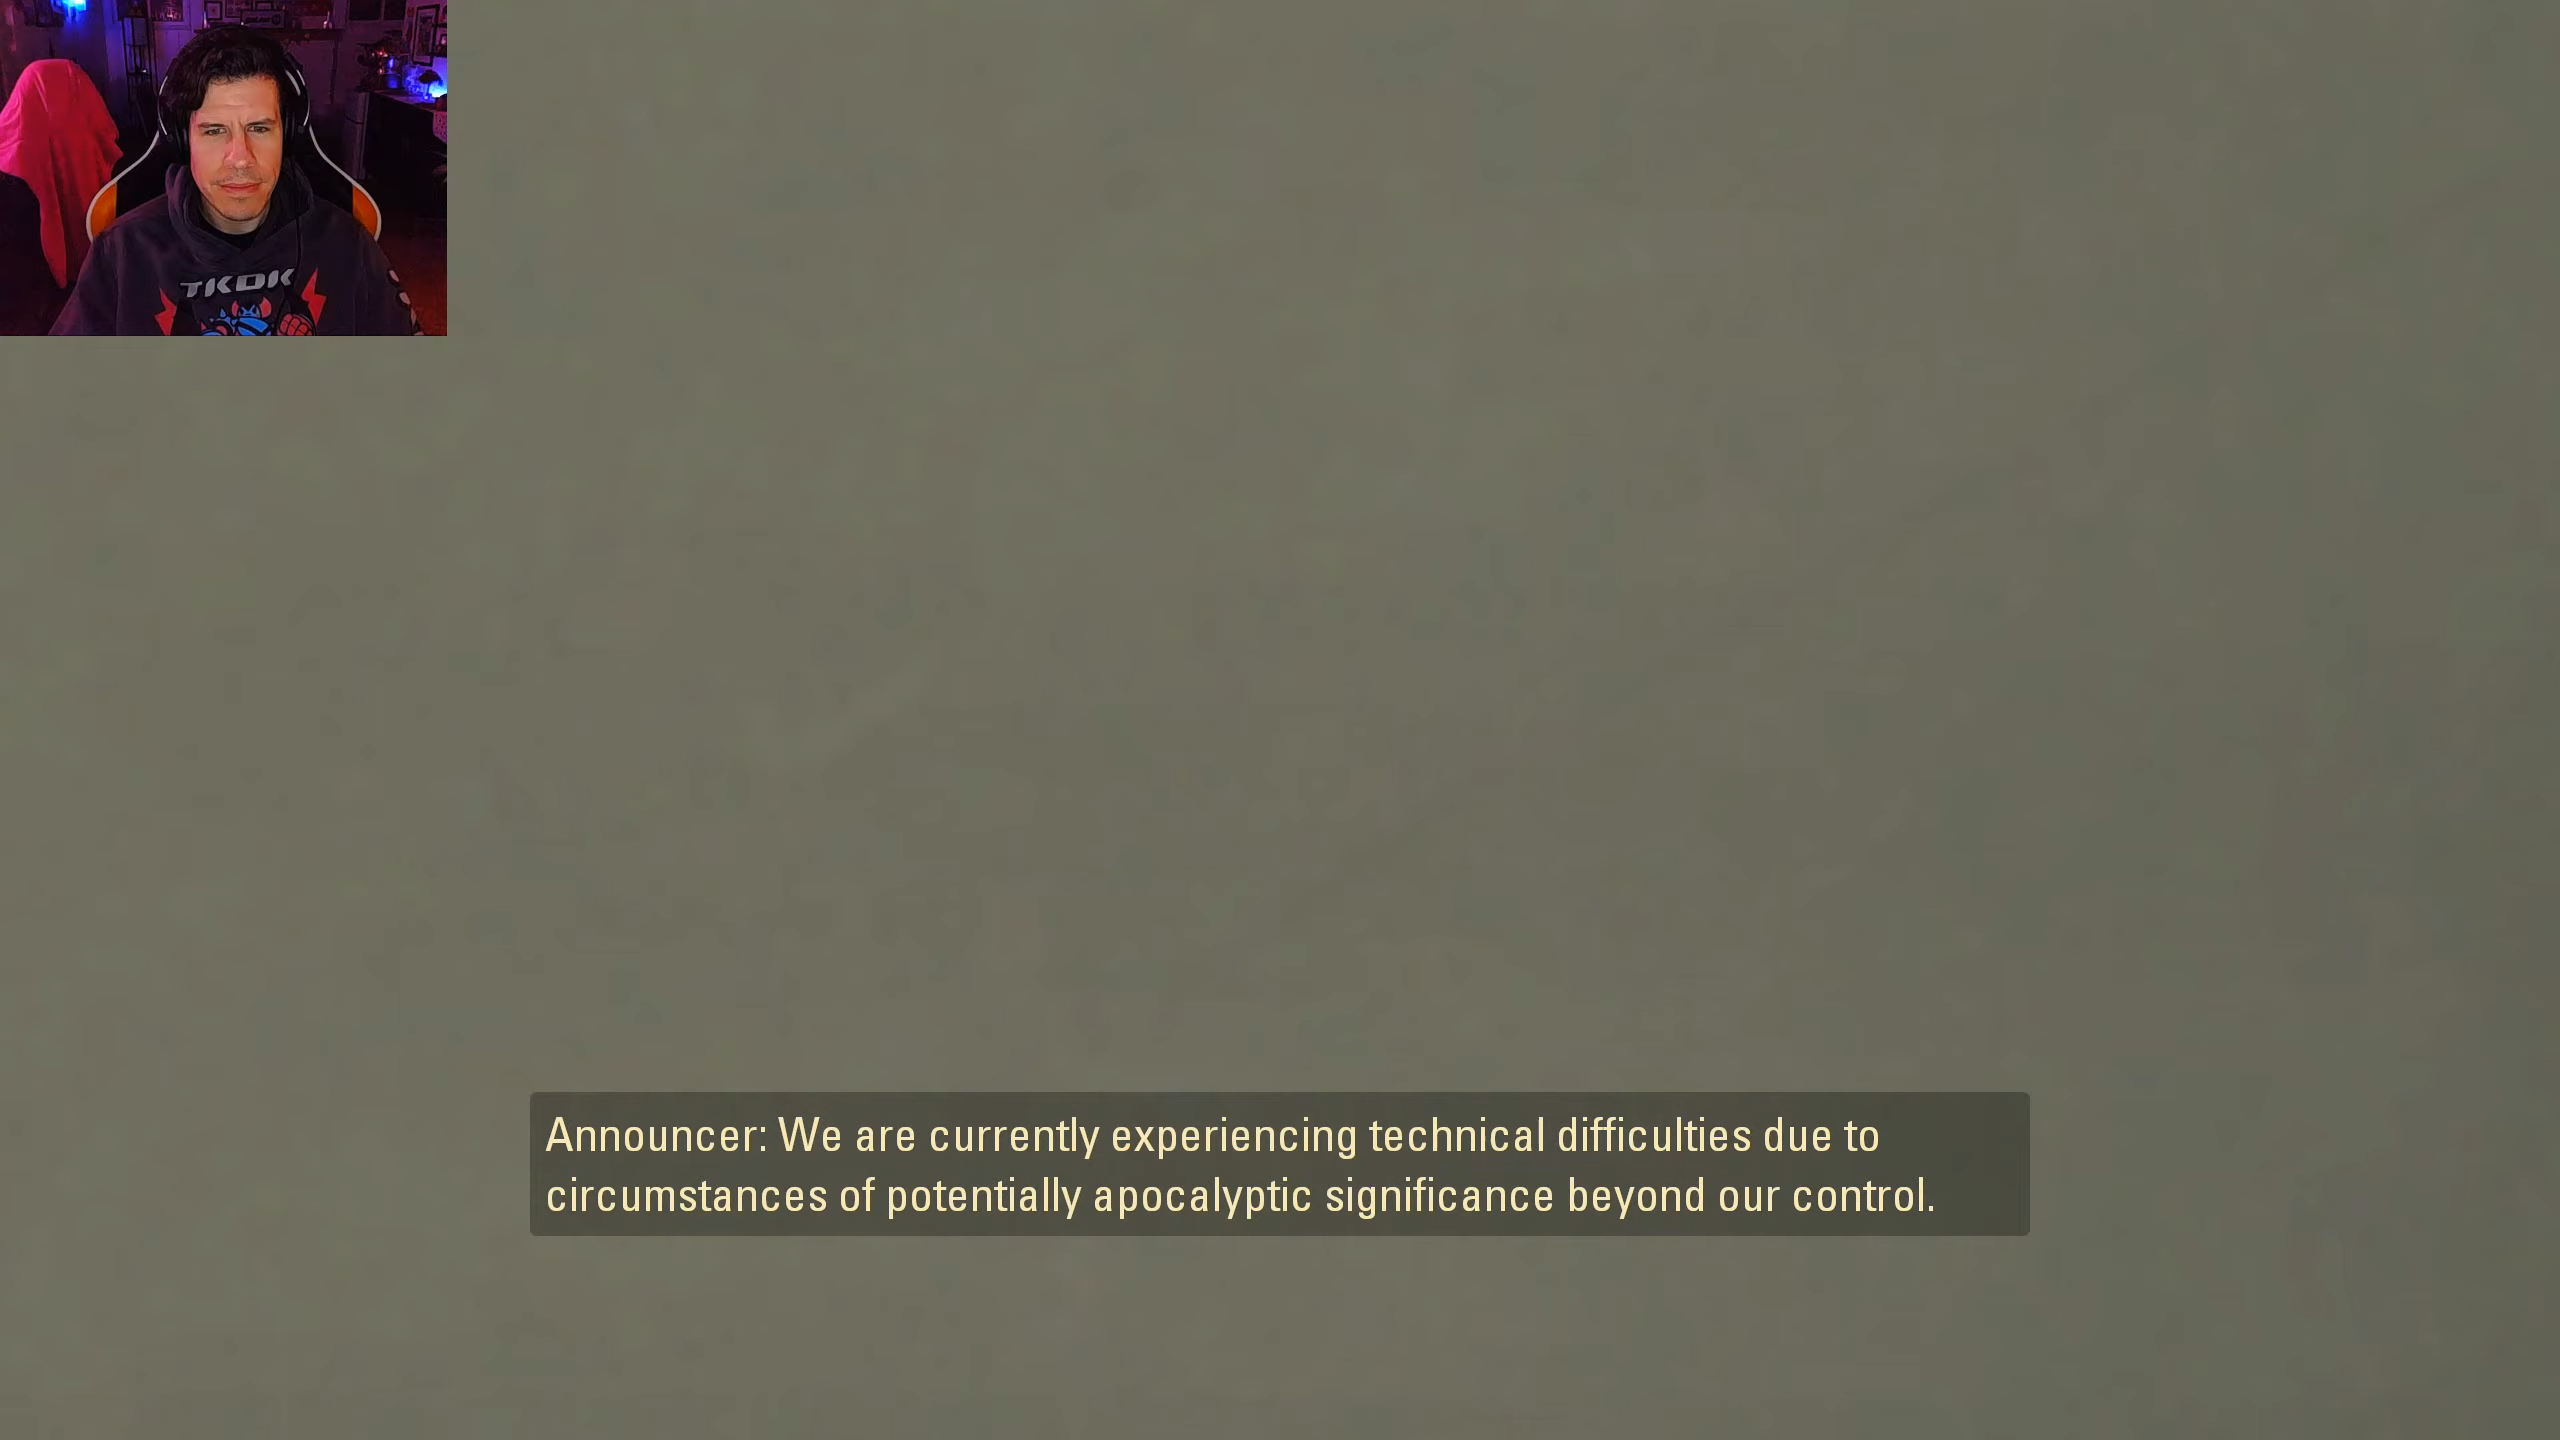 TKDK
Announcer: We are currently experiencing technical difficulties due to
circumstances of potentially apocalyptic significance beyond our control.